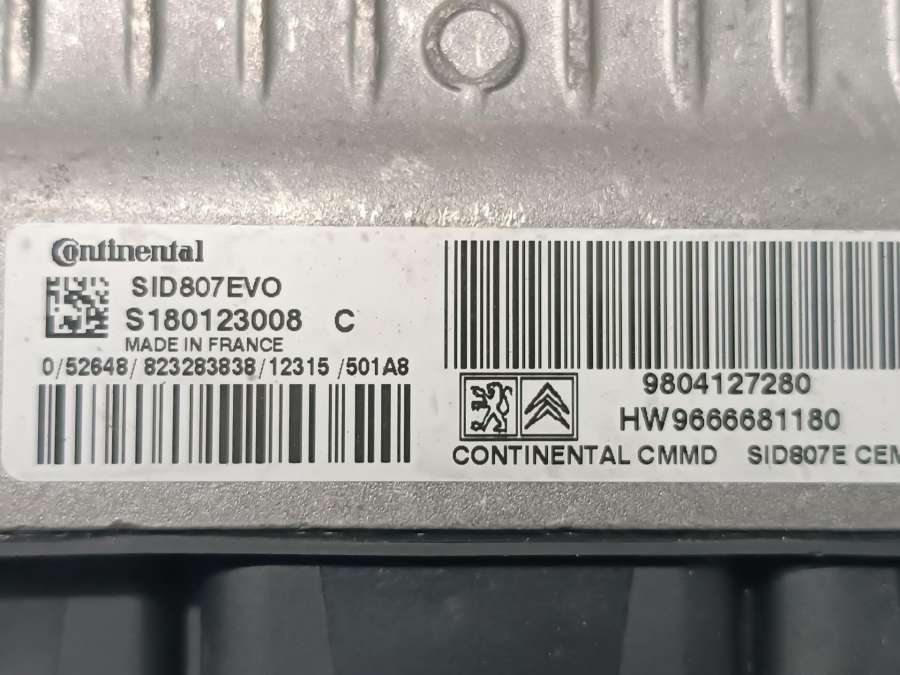 Continental
SID807EVO
S180123008 C
MADE IN FRANCE
0/52648/823283838/12315/501A8
9804127280
HW9666681180
CONTINENTAL CMMD SID807E CEM